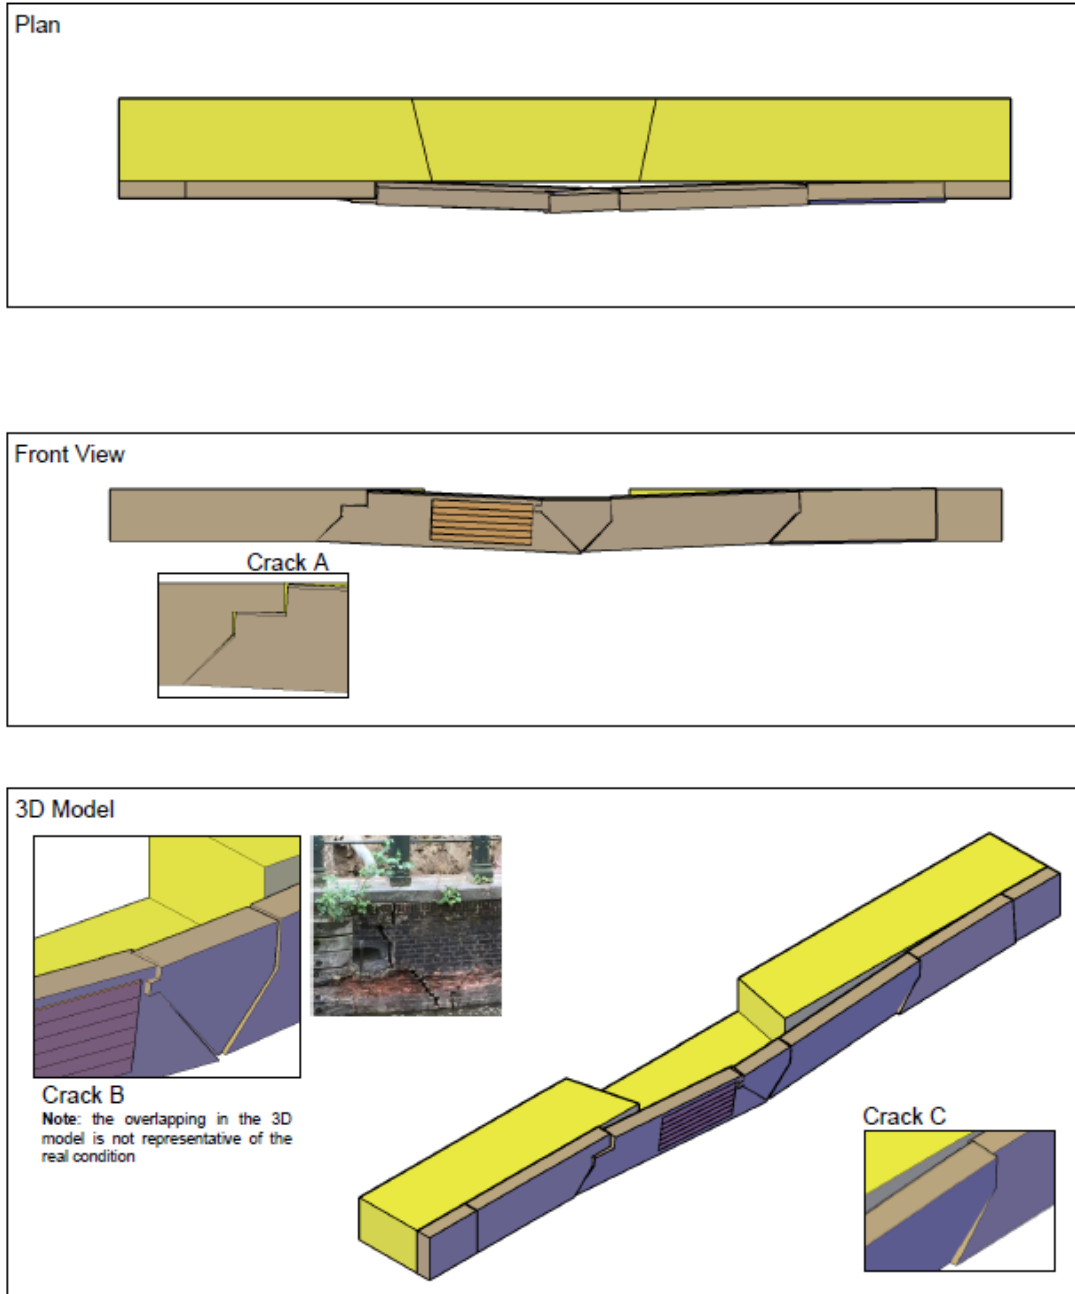 Plan
Front View
Crack A
3D Model
Crack B
Note: the overlapping in the 3D
model is not representative of the
real condition
Crack C